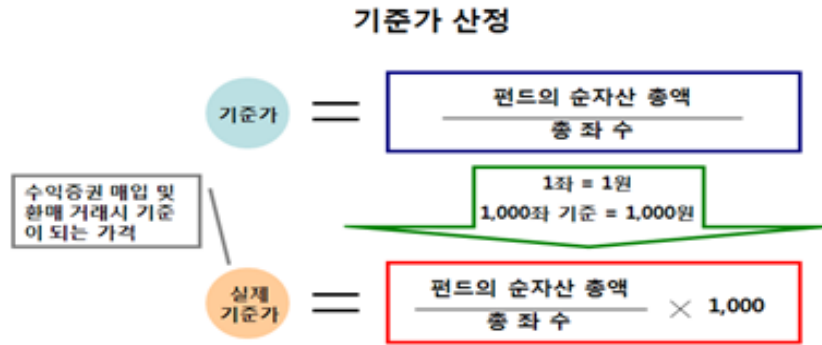 기준가 산정
기준가
=
펀드의 순자산 총액
총 좌 수
수익증권 매입 및
환매 거래시 기준
이 되는 가격
1좌 = 1원
1,000좌 기준 = 1,000원
실제
기준가
=
펀드의 순자산 총액
총 좌 수
× 1,000